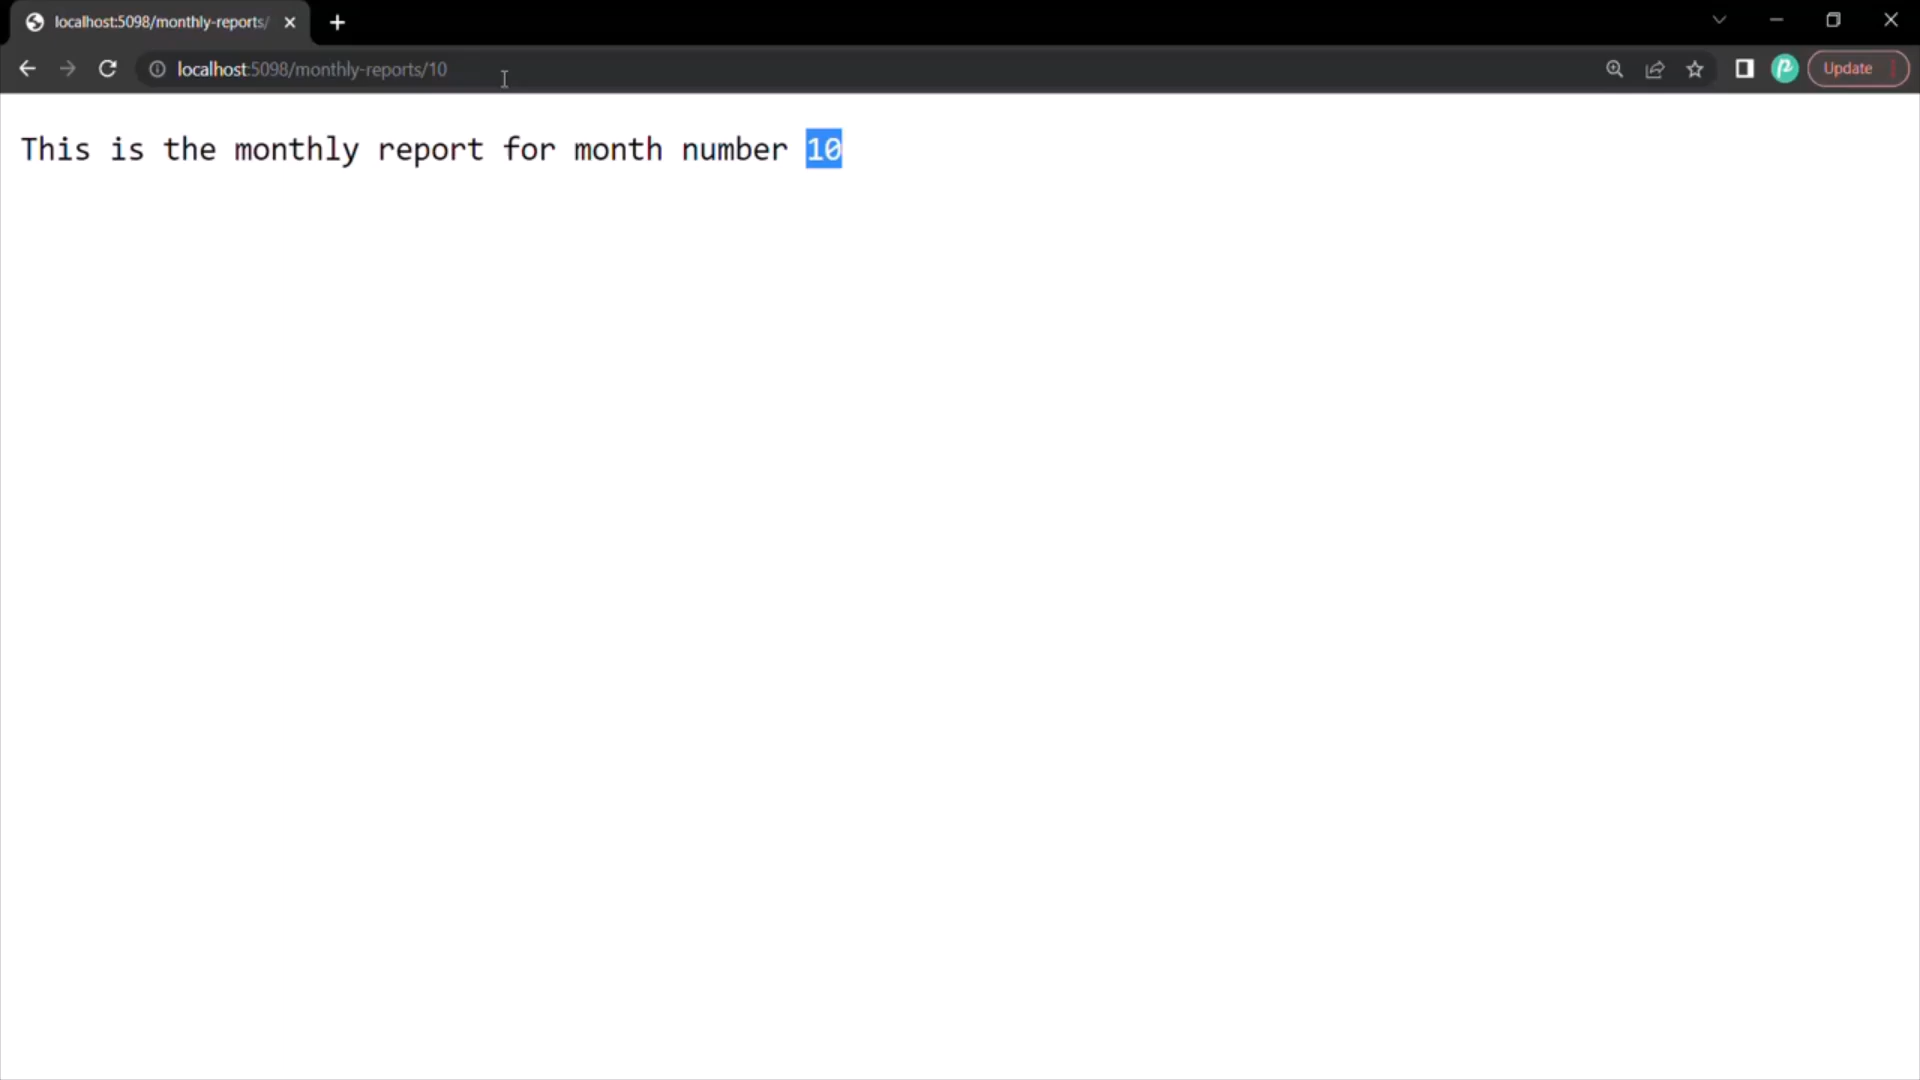 localhost:5098/monthly-reports/
localhost:5098/monthly-reports/10
Update
This is the monthly report for month number 10